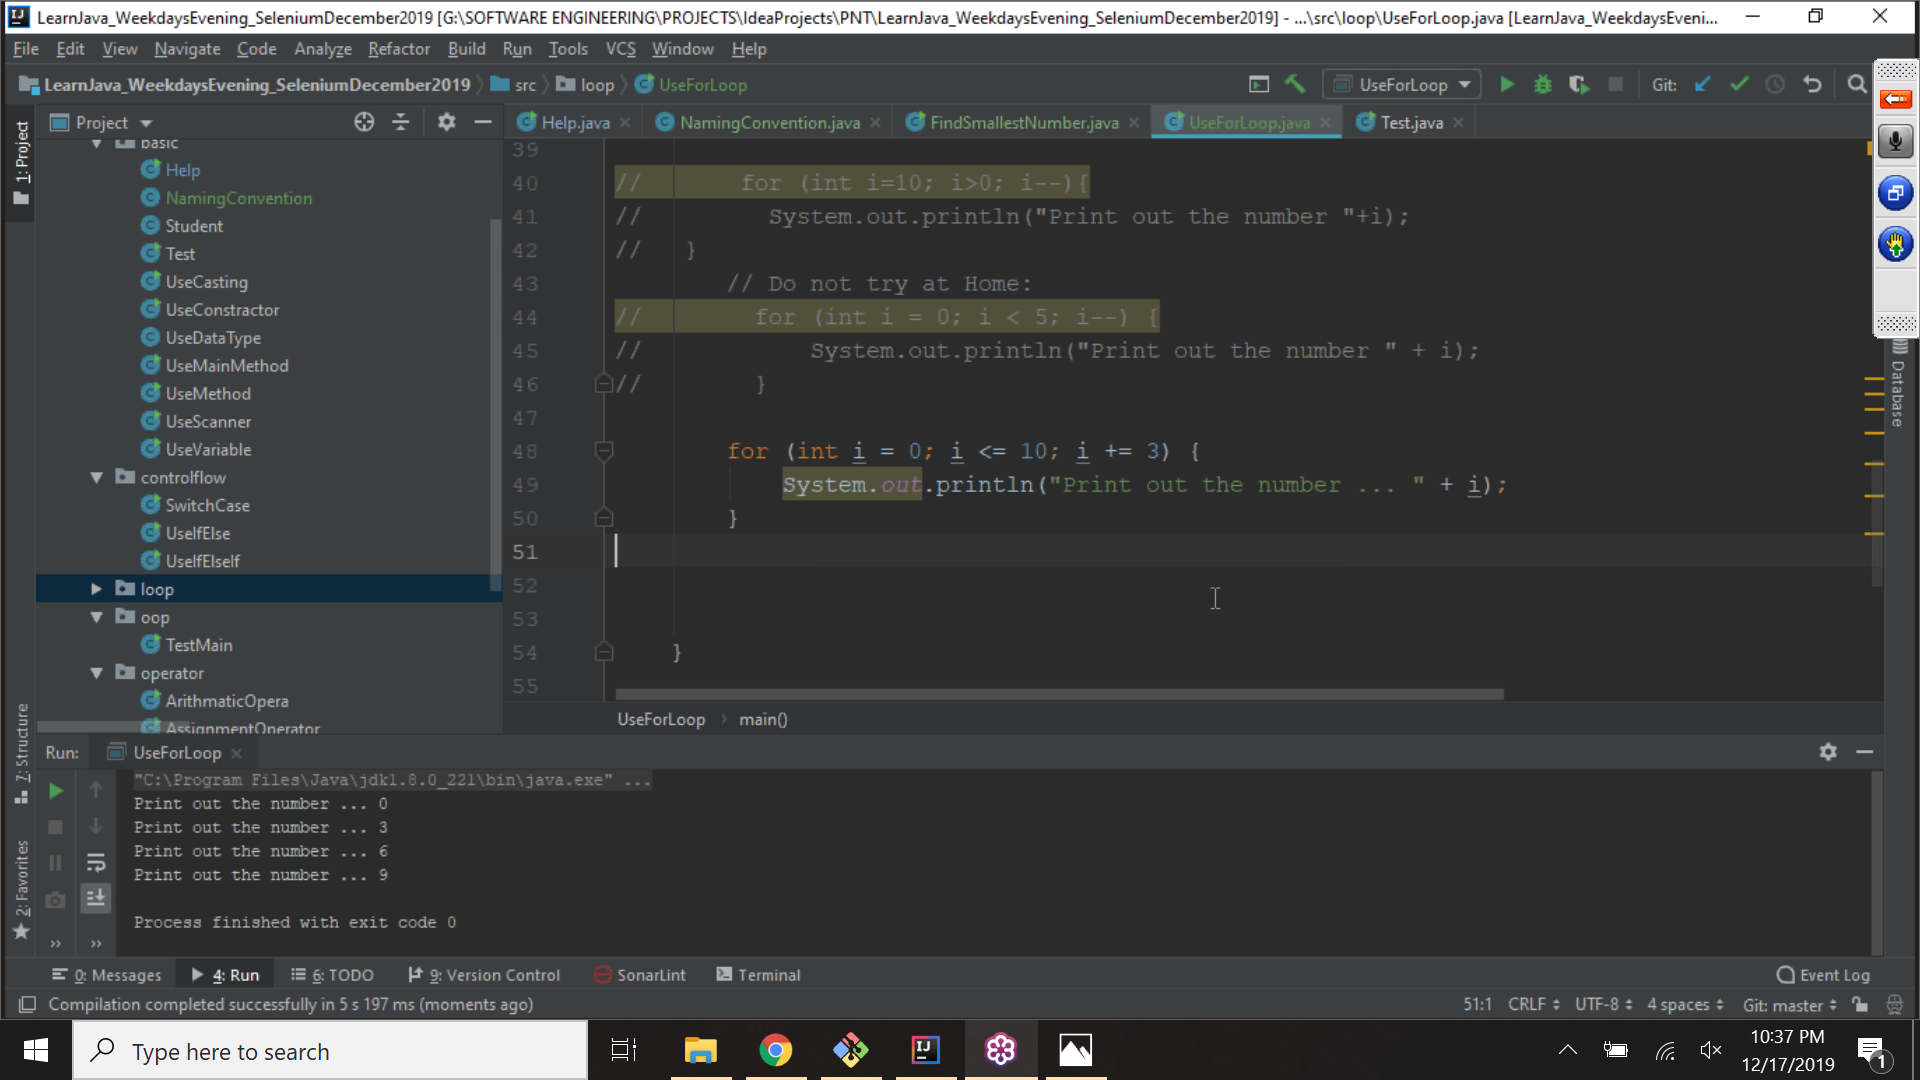 LearnJava_WeekdaysEvening_SeleniumDecember2019 [G:\SOFTWARE ENGINEERING\PROJECTS\IdeaProjects\PNT\LearnJava_WeekdaysEvening_SeleniumDecember2019] - ...\src\loop\UseForLoop.java [LearnJava_WeekdaysEveni...
File Edit View Navigate Code Analyze Refactor Build Run Tools VCS Window Help
LearnJava_WeekdaysEvening_SeleniumDecember2019 src loop UseForLoop UseForLoop Git:
Project Help.java NamingConvention.java FindSmallestNumber.java UseForLoop.java Test.java
1: Project
7: Structure
2: Favorites
Database
basic
Help
NamingConvention
Student
Test
UseCasting
UseConstractor
UseDataType
UseMainMethod
UseMethod
UseScanner
UseVariable
controlflow
SwitchCase
UseIfElse
UseIfElseIf
loop
oop
TestMain
operator
ArithmaticOpera
AssignmentOperator
39
40 // for (int i=10; i>0; i--){
41 // System.out.println("Print out the number "+i);
42 // }
43 // Do not try at Home:
44 // for (int i = 0; i < 5; i--) {
45 // System.out.println("Print out the number " + i);
46 // }
47
48 for (int i = 0; i <= 10; i += 3) {
49 System.out.println("Print out the number ... " + i);
50 }
51
52
53
54 }
55
UseForLoop main()
Run: UseForLoop
"C:\Program Files\Java\jdk1.8.0_221\bin\java.exe" ...
Print out the number ... 0
Print out the number ... 3
Print out the number ... 6
Print out the number ... 9
Process finished with exit code 0
0: Messages 4: Run 6: TODO 9: Version Control SonarLint Terminal Event Log
Compilation completed successfully in 5 s 197 ms (moments ago) 51:1 CRLF UTF-8 4 spaces Git: master
Type here to search
10:37 PM
12/17/2019
1